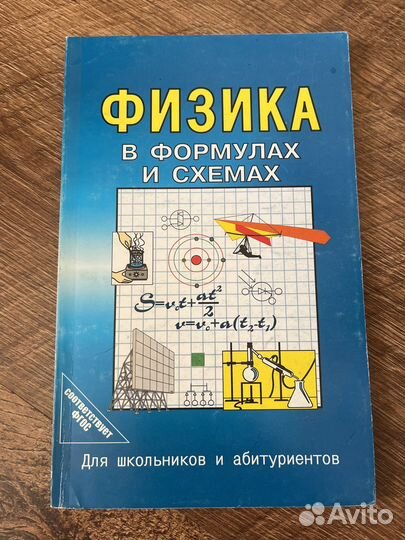 ФИЗИКА
В ФОРМУЛАХ
И СХЕМАХ
S=v₀t+at²/2
v=v₀+a(t₂-t₁)
соответствует
ФГОС
Для школьников и абитуриентов
Avito